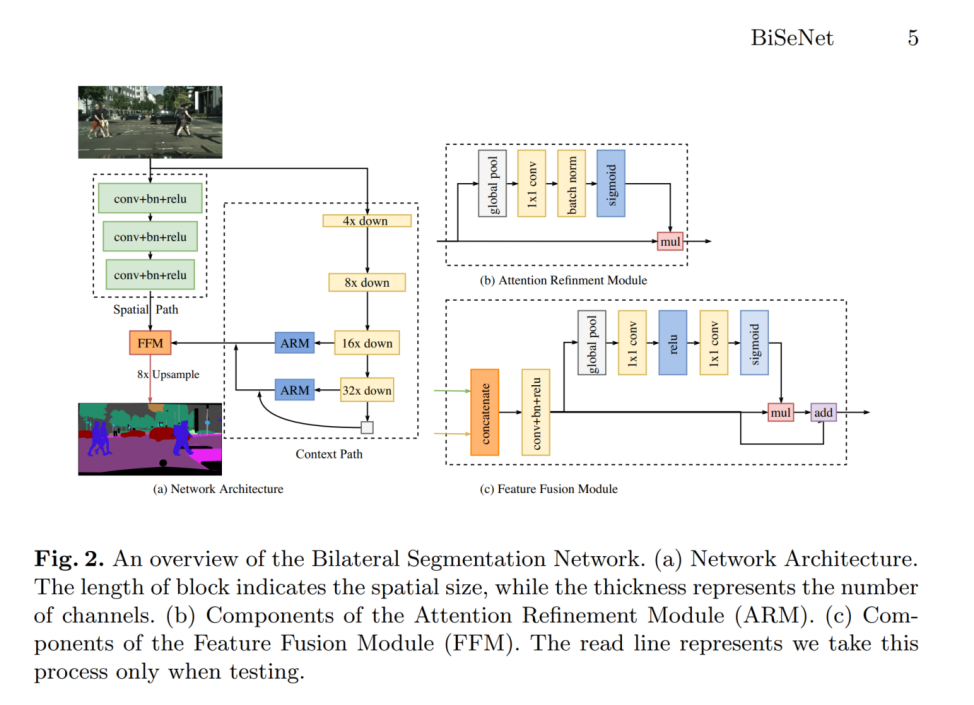 BiSeNet 5
conv+bn+relu
conv+bn+relu
conv+bn+relu
Spatial Path
FFM
8x Upsample
4x down
8x down
ARM
16x down
ARM
32x down
Context Path
(a) Network Architecture
global pool
1x1 conv
batch norm
sigmoid
mul
(b) Attention Refinment Module
concatenate
conv+bn+relu
global pool
1x1 conv
relu
1x1 conv
sigmoid
mul
add
(c) Feature Fusion Module
Fig. 2. An overview of the Bilateral Segmentation Network. (a) Network Architecture.
The length of block indicates the spatial size, while the thickness represents the number
of channels. (b) Components of the Attention Refinement Module (ARM). (c) Com-
ponents of the Feature Fusion Module (FFM). The read line represents we take this
process only when testing.